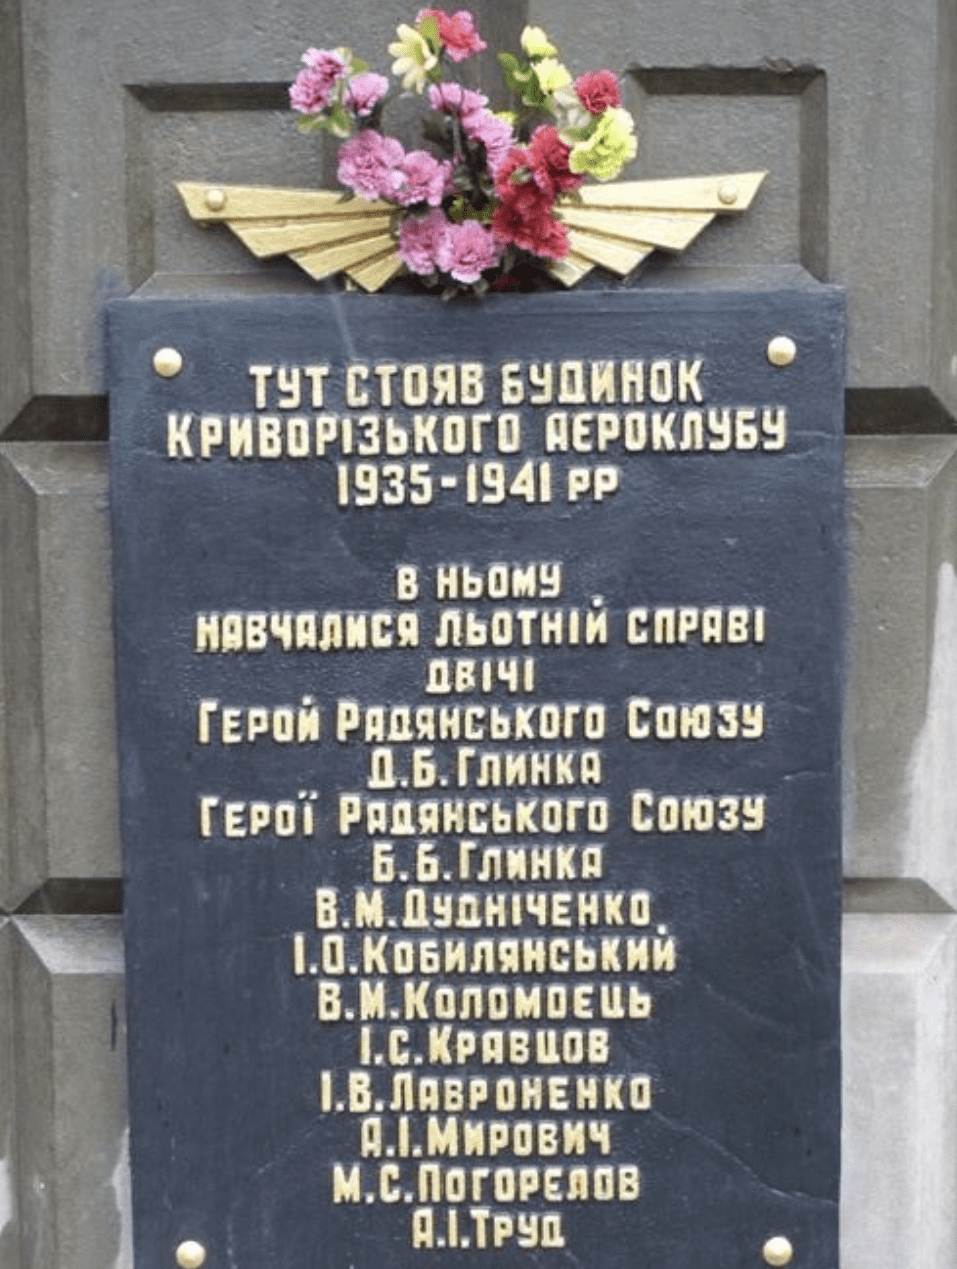 ТУТ СТОЯВ БУДИНОК
КРИВОРІЗЬКОГО АЕРОКЛУБУ
1935-1941 РР
В НЬОМУ
НАВЧАЛИСЯ ЛЬОТНІЙ СПРАВІ
ДВІЧІ
ГЕРОЙ РАДЯНСЬКОГО СОЮЗУ
Д.Б.ГЛИНКА
ГЕРОЇ РАДЯНСЬКОГО СОЮЗУ
Б.Б.ГЛИНКА
В.М.ДУДНІЧЕНКО
І.О.КОБИЛЯНСЬКИЙ
В.М.КОЛОМОЄЦЬ
І.С.КРАВЦОВ
І.В.ЛАВРОНЕНКО
А.І.МИРОВИЧ
М.С.ПОГОРЕЛОВ
А.І.ТРУД